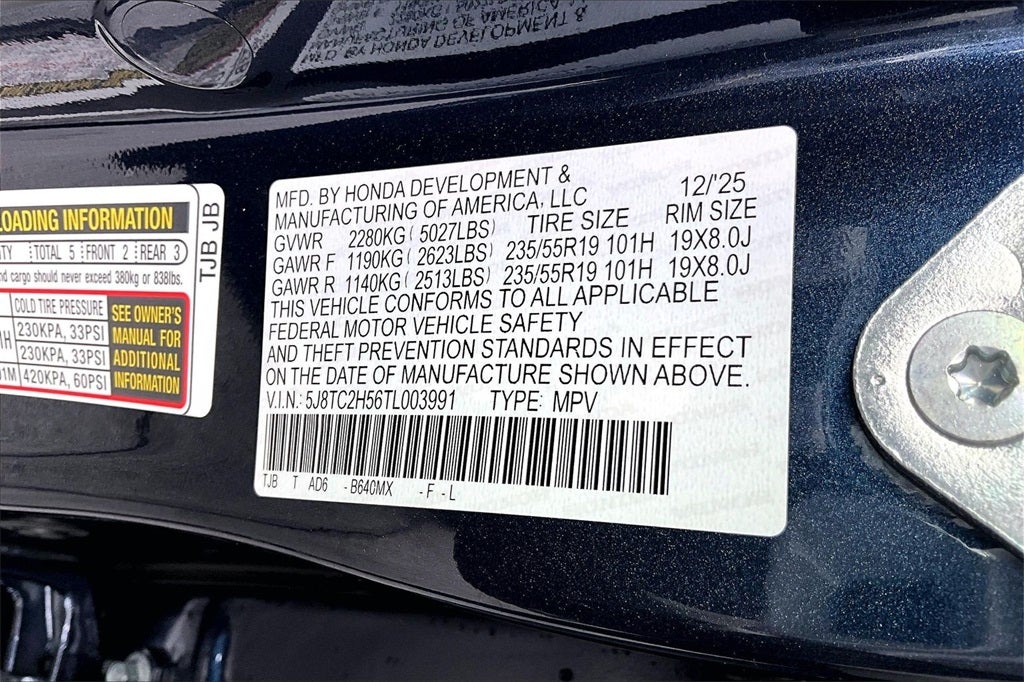 MFD. BY HONDA DEVELOPMENT &
MANUFACTURING OF AMERICA, LLC 12/'25
GVWR 2280KG ( 5027LBS) TIRE SIZE RIM SIZE
GAWR F 1190KG ( 2623LBS) 235/55R19 101H 19X8.0J
GAWR R 1140KG ( 2513LBS) 235/55R19 101H 19X8.0J
THIS VEHICLE CONFORMS TO ALL APPLICABLE
FEDERAL MOTOR VEHICLE SAFETY
AND THEFT PREVENTION STANDARDS IN EFFECT
ON THE DATE OF MANUFACTURE SHOWN ABOVE.
V.I.N.: 5J8TC2H56TL003991 TYPE: MPV
TJB T AD6 - B640MX - F - L
LOADING INFORMATION
TOTAL 5 FRONT 2 REAR 3
cargo should never exceed 380kg or 838lbs.
COLD TIRE PRESSURE
230KPA, 33PSI
230KPA, 33PSI
420KPA, 60PSI
SEE OWNER'S
MANUAL FOR
ADDITIONAL
INFORMATION
TJB JB